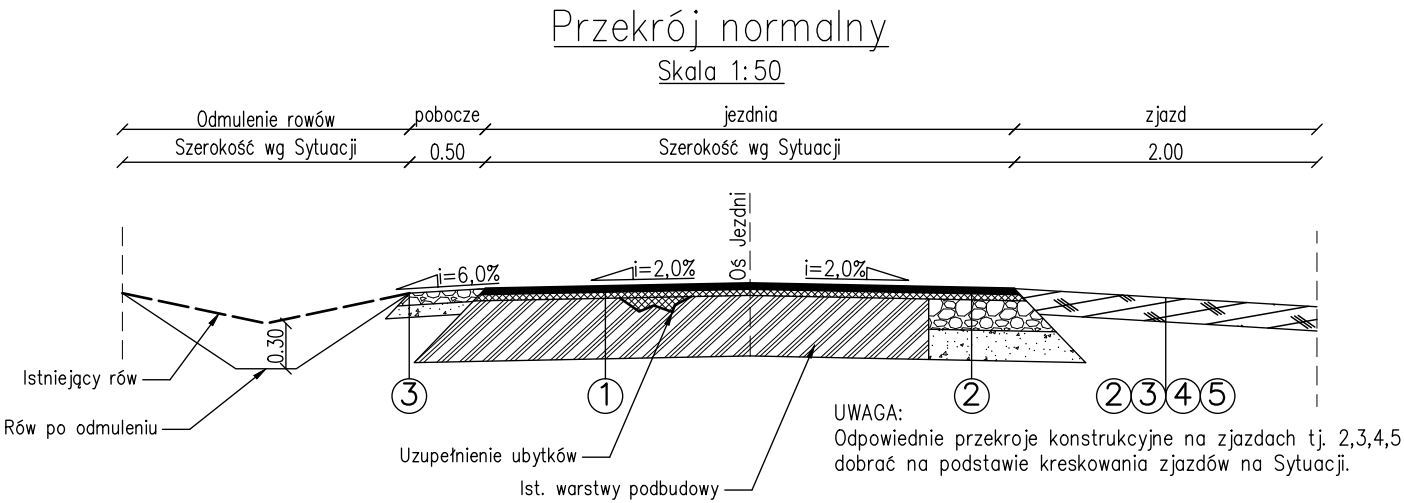 Przekrój normalny
Skala 1:50
Odmulenie rowów
pobocze
jezdnia
zjazd
Szerokość wg Sytuacji
0.50
Szerokość wg Sytuacji
2.00
Oś Jezdni
i=6,0%
i=2,0%
i=2,0%
0.30
Istniejący rów
3
1
2
2 3 4 5
Rów po odmuleniu
Uzupełnienie ubytków
Ist. warstwy podbudowy
UWAGA:
Odpowiednie przekroje konstrukcyjne na zjazdach tj. 2,3,4,5
dobrać na podstawie kreskowania zjazdów na Sytuacji.